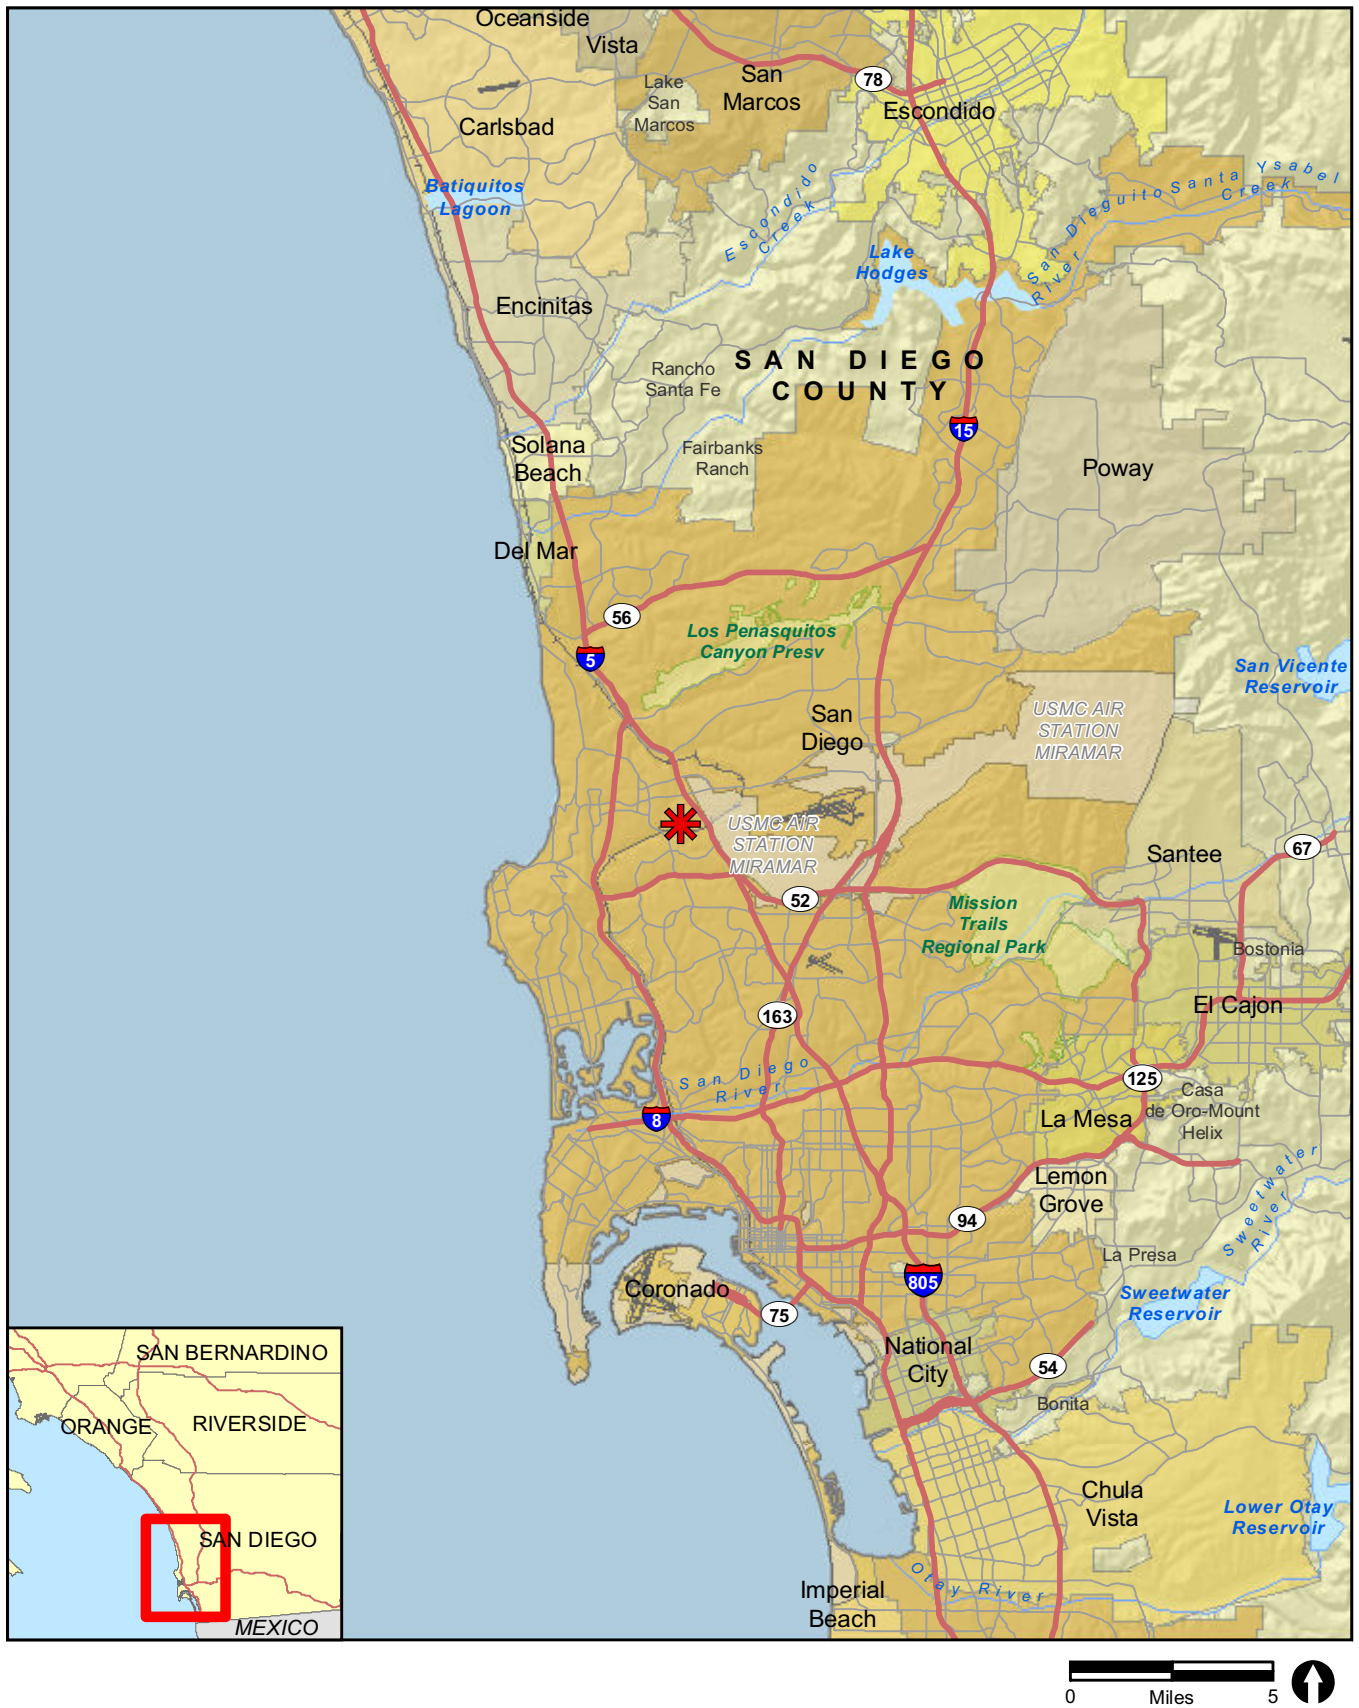 Oceanside
Vista
Lake
San
Marcos
San
Marcos
78
Escondido
Carlsbad
Batiquitos
Lagoon
Escondido
Creek
San Dieguito
River
Santa Ysabel
Creek
Lake
Hodges
Encinitas
Rancho
Santa Fe
SAN DIEGO
COUNTY
15
Solana
Beach
Fairbanks
Ranch
Poway
Del Mar
56
Los Penasquitos
Canyon Presv
5
San Vicente
Reservoir
San
Diego
USMC AIR
STATION
MIRAMAR
USMC AIR
STATION
MIRAMAR
Santee
67
52
Mission
Trails
Regional Park
Bostonia
El Cajon
163
San Diego
River
125
8
La Mesa
Casa
de Oro-Mount
Helix
Lemon
Grove
Sweetwater
River
94
La Presa
805
Coronado
75
Sweetwater
Reservoir
National
City
54
Bonita
Chula
Vista
Lower Otay
Reservoir
Otay River
Imperial
Beach
SAN BERNARDINO
ORANGE
RIVERSIDE
SAN DIEGO
MEXICO
0
Miles
5